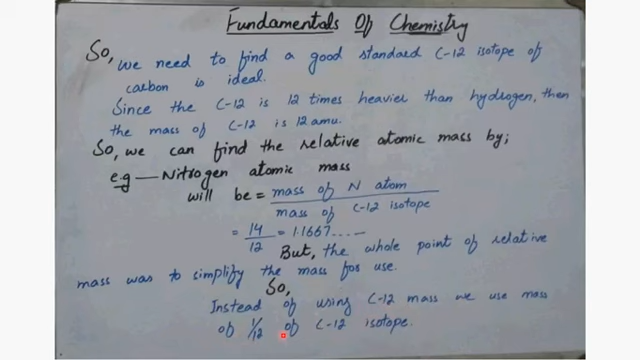 Fundamentals Of Chemistry
So, we need to find a good standard C-12 isotope of
carbon is ideal.
Since the C-12 is 12 times heavier than hydrogen, then
the mass of C-12 is 12 amu.
So, we can find the relative atomic mass by;
e.g — Nitrogen atomic mass
will be = mass of N atom
mass of C-12 isotope
= 14
12
= 1.1667.....
But, the whole point of relative
mass was to simplify the mass for use.
So,
Instead of using C-12 mass we use mass
of 1/12 of C-12 isotope.